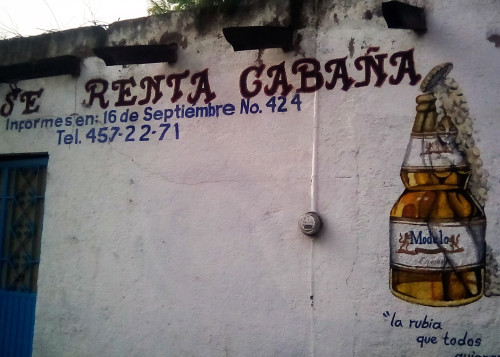 SE RENTA CABAÑA
Informes en: 16 de Septiembre No. 424
Tel. 457-22-71
Modelo
"la rubia
que todos
quieren